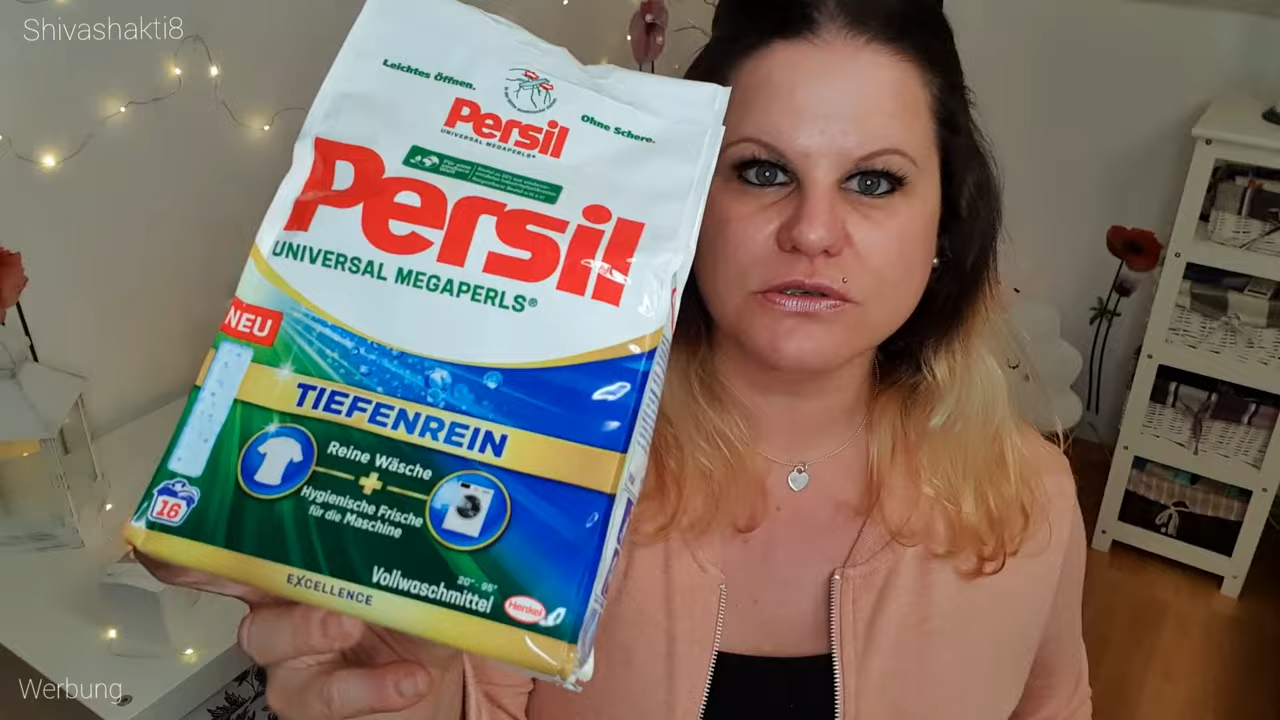 Shivashakti8
Leichtes Öffnen.
Ohne Schere.
Persil
UNIVERSAL MEGAPERLS®
Persil
UNIVERSAL MEGAPERLS®
NEU
TIEFENREIN
Reine Wäsche
+
Hygienische Frische
für die Maschine
16
20° - 95°
Vollwaschmittel
EXCELLENCE
Henkel
Werbung